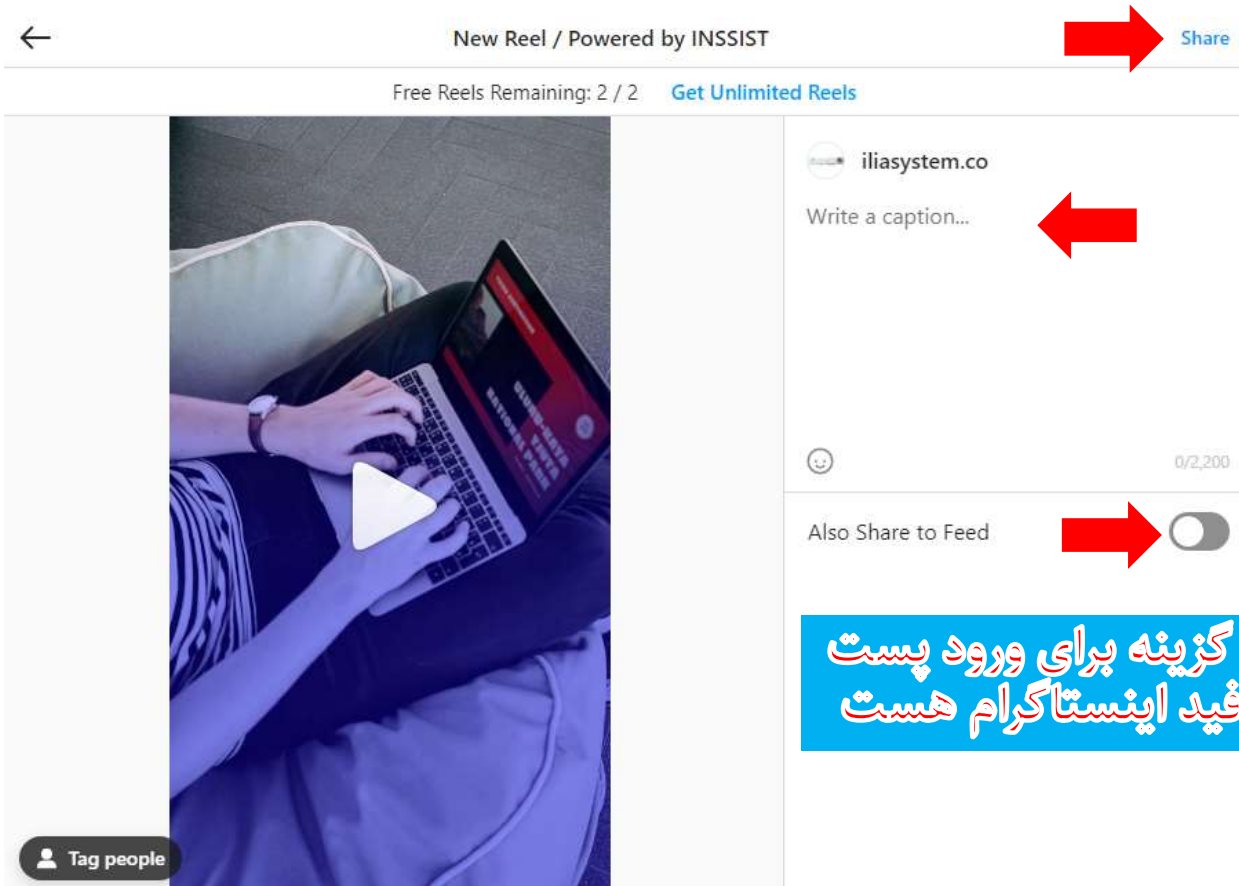 New Reel / Powered by INSSIST
Share
Free Reels Remaining: 2 / 2 Get Unlimited Reels
iliasystem.co
Write a caption...
0/2,200
Also Share to Feed
گزینه برای ورود پست
فید اینستاگرام هست
Tag people